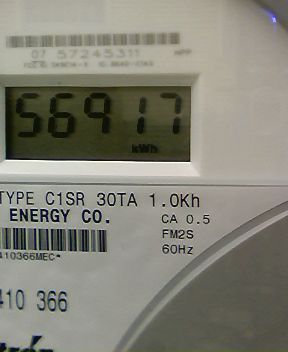 07 57245311
56917
kWh
TYPE C1SR 30TA 1.0Kh
ENERGY CO.
CA 0.5
FM2S
60Hz
410366MEC*
410 366